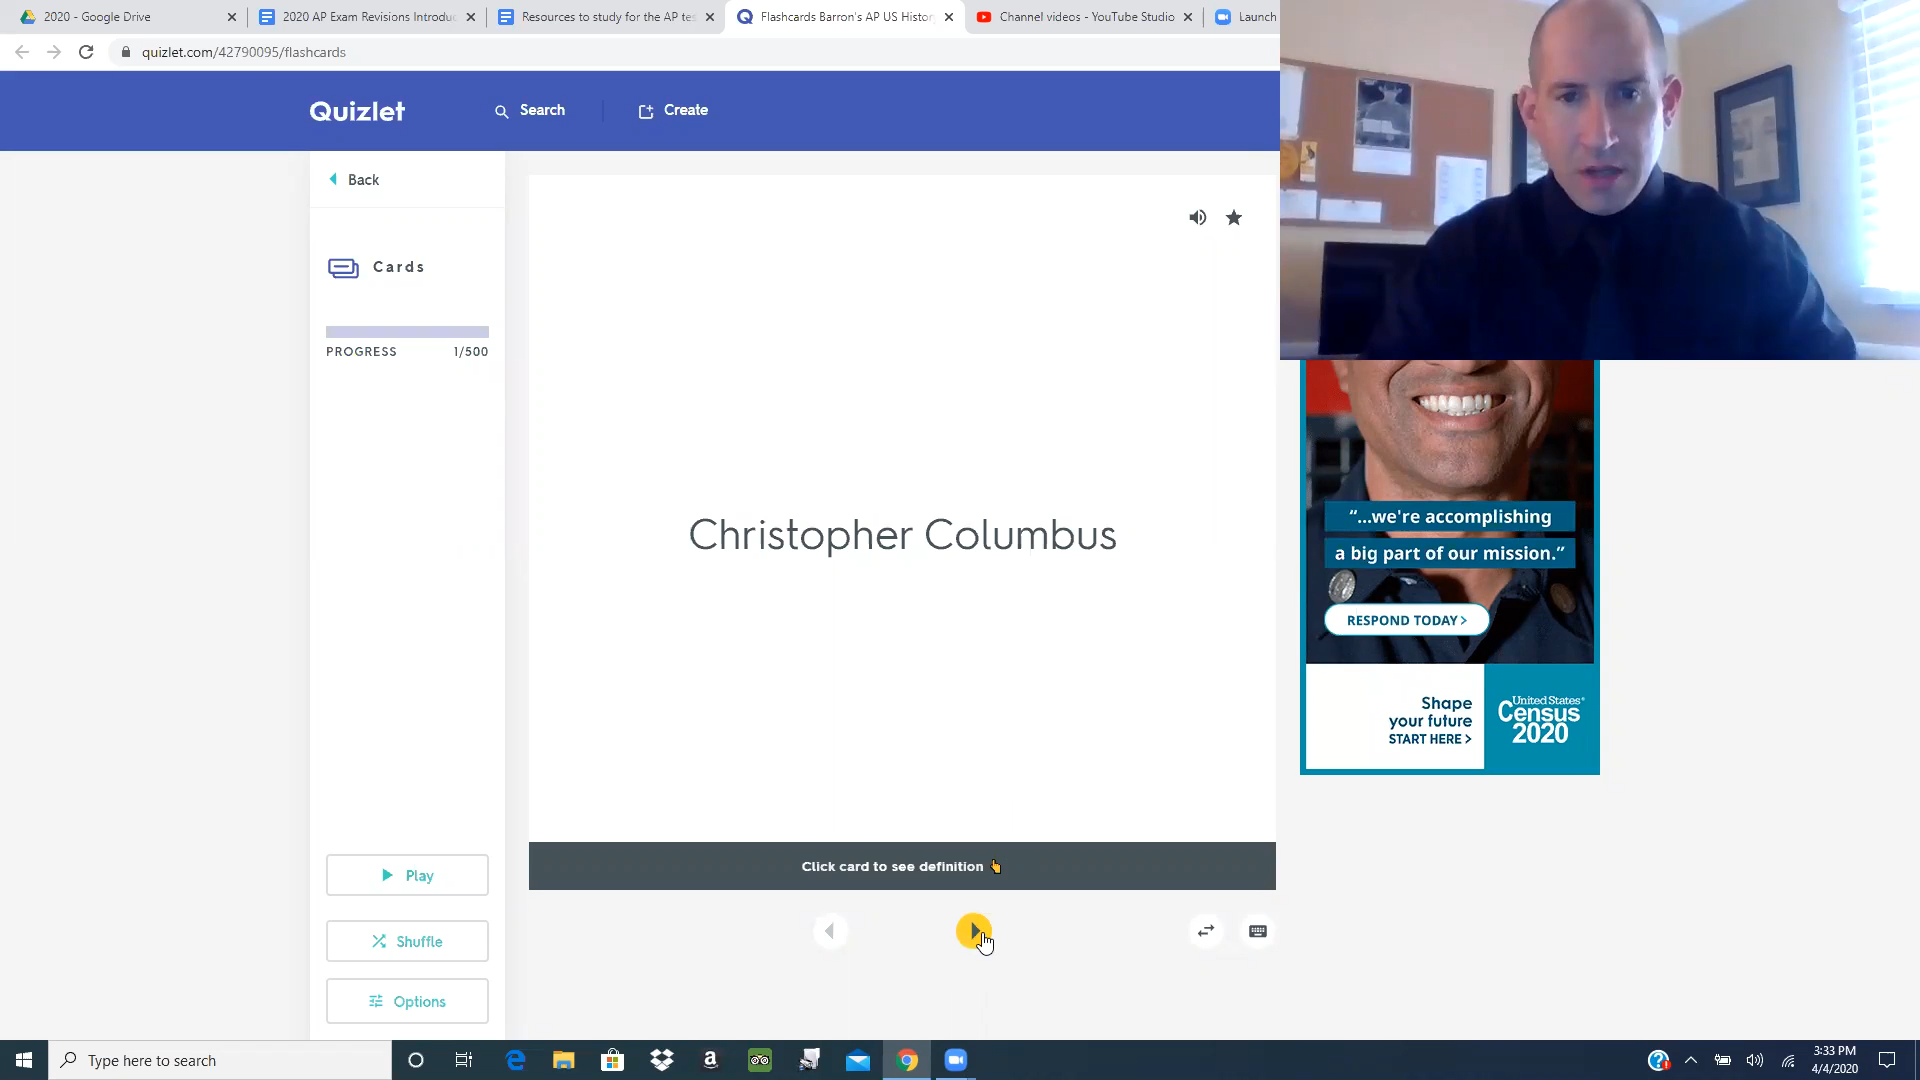 2020 - Google Drive
2020 AP Exam Revisions Introduc
Resources to study for the AP tes
Flashcards Barron's AP US Histor
Channel videos - YouTube Studio
Launch
quizlet.com/42790095/flashcards
Quizlet
Search
Create
Back
Cards
PROGRESS 1/500
Christopher Columbus
Click card to see definition
Play
Shuffle
Options
“...we're accomplishing
a big part of our mission.”
RESPOND TODAY >
Shape
your future
START HERE >
United States®
Census
2020
Type here to search
3:33 PM
4/4/2020